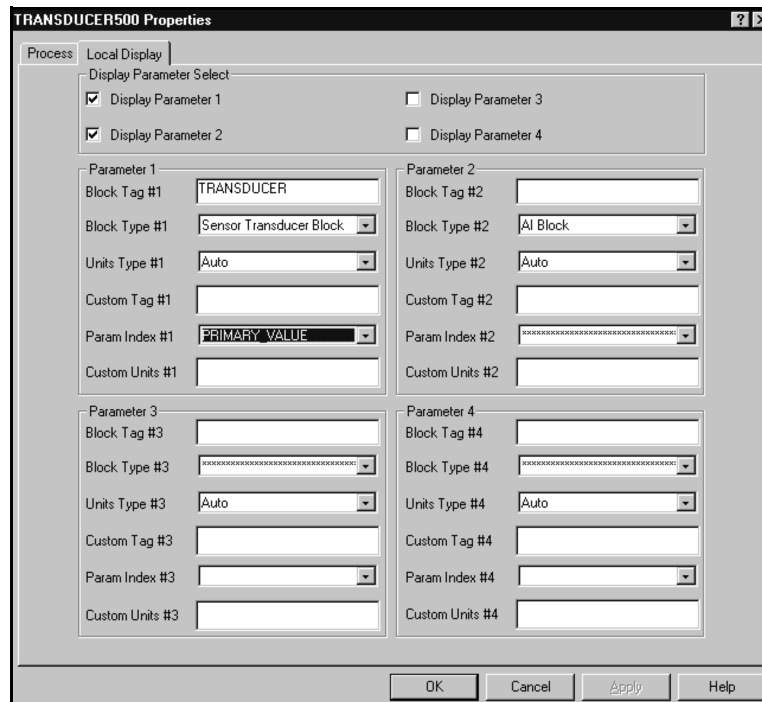 TRANSDUCER500 Properties
Process
Local Display
Display Parameter Select
Display Parameter 1
Display Parameter 3
Display Parameter 2
Display Parameter 4
Parameter 1
Block Tag #1
TRANSDUCER
Block Type #1
Sensor Transducer Block
Units Type #1
Auto
Custom Tag #1
Param Index #1
PRIMARY_VALUE
Custom Units #1
Parameter 2
Block Tag #2
Block Type #2
AI Block
Units Type #2
Auto
Custom Tag #2
Param Index #2
Custom Units #2
Parameter 3
Block Tag #3
Block Type #3
Units Type #3
Auto
Custom Tag #3
Param Index #3
Custom Units #3
Parameter 4
Block Tag #4
Block Type #4
Units Type #4
Auto
Custom Tag #4
Param Index #4
Custom Units #4
OK
Cancel
Apply
Help